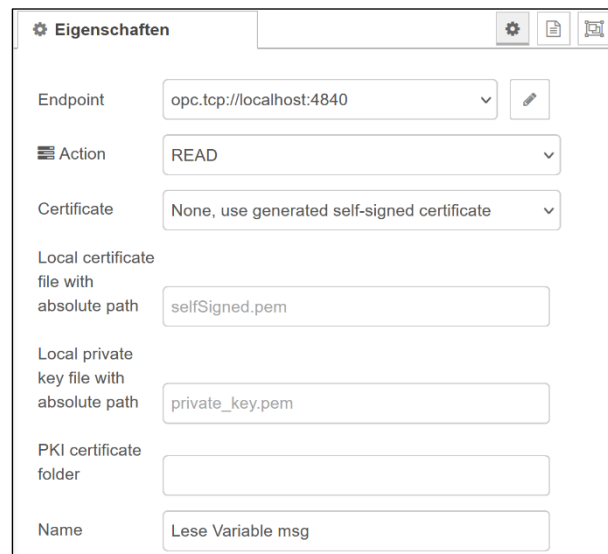 Eigenschaften
Endpoint
opc.tcp://localhost:4840
Action
READ
Certificate
None, use generated self-signed certificate
Local certificate
file with
absolute path
selfSigned.pem
Local private
key file with
absolute path
private_key.pem
PKI certificate
folder
Name
Lese Variable msg